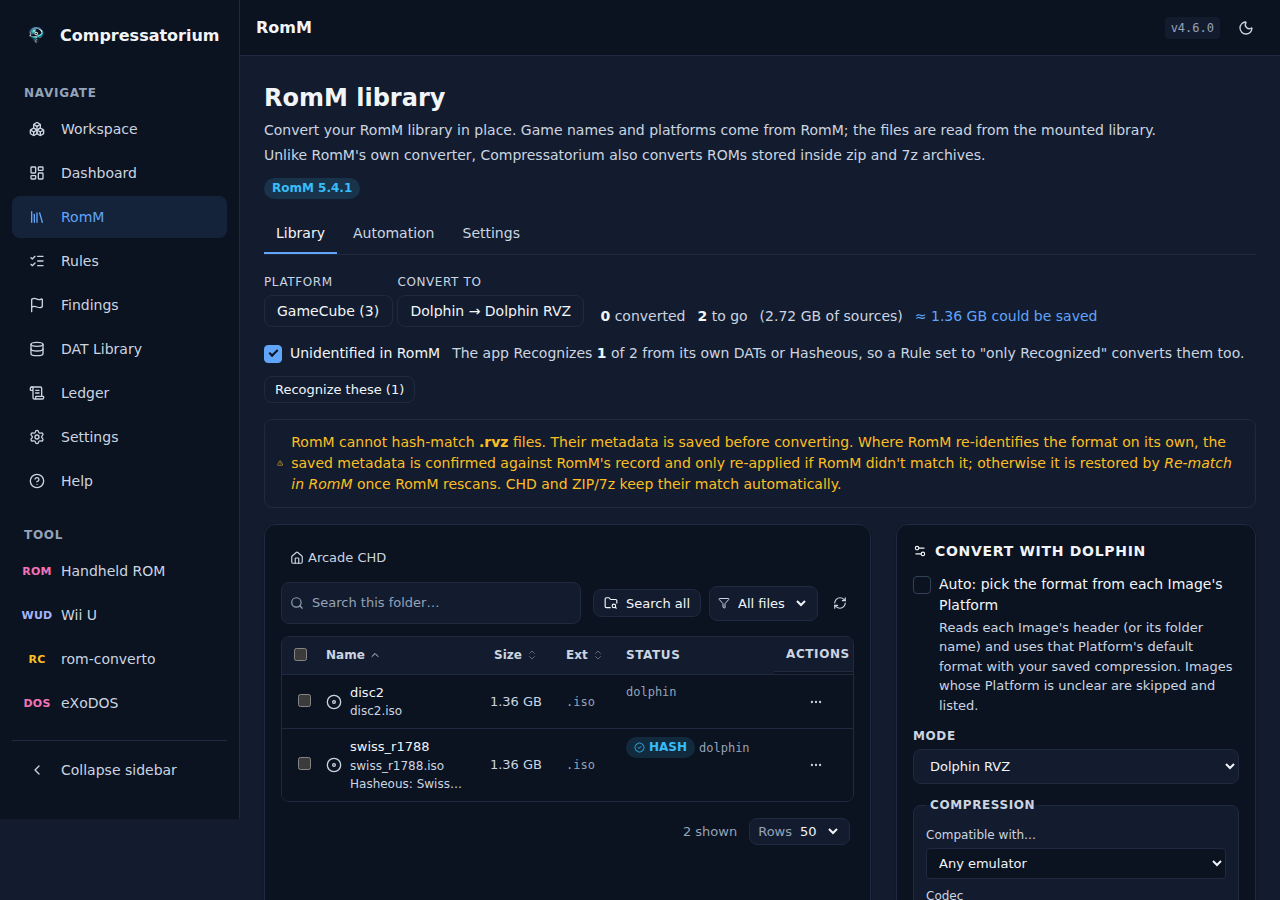 Compressatorium
NAVIGATE
Workspace
Dashboard
RomM
Rules
Findings
DAT Library
Ledger
Settings
Help
TOOL
ROM Handheld ROM
WUD Wii U
RC rom-converto
DOS eXoDOS
Collapse sidebar
RomM
v4.6.0
RomM library
Convert your RomM library in place. Game names and platforms come from RomM; the files are read from the mounted library.
Unlike RomM's own converter, Compressatorium also converts ROMs stored inside zip and 7z archives.
RomM 5.4.1
Library Automation Settings
PLATFORM CONVERT TO
GameCube (3) Dolphin → Dolphin RVZ 0 converted 2 to go (2.72 GB of sources) ≈ 1.36 GB could be saved
Unidentified in RomM The app Recognizes 1 of 2 from its own DATs or Hasheous, so a Rule set to "only Recognized" converts them too.
Recognize these (1)
RomM cannot hash-match .rvz files. Their metadata is saved before converting. Where RomM re-identifies the format on its own, the
saved metadata is confirmed against RomM's record and only re-applied if RomM didn't match it; otherwise it is restored by Re-match
in RomM once RomM rescans. CHD and ZIP/7z keep their match automatically.
Arcade CHD
Search this folder… Search all All files
Name Size Ext STATUS ACTIONS
disc2
disc2.iso
1.36 GB .iso dolphin ...
swiss_r1788
swiss_r1788.iso
Hasheous: Swiss…
1.36 GB .iso HASH dolphin ...
2 shown Rows 50
CONVERT WITH DOLPHIN
Auto: pick the format from each Image's
Platform
Reads each Image's header (or its folder
name) and uses that Platform's default
format with your saved compression. Images
whose Platform is unclear are skipped and
listed.
MODE
Dolphin RVZ
COMPRESSION
Compatible with…
Any emulator
Codec